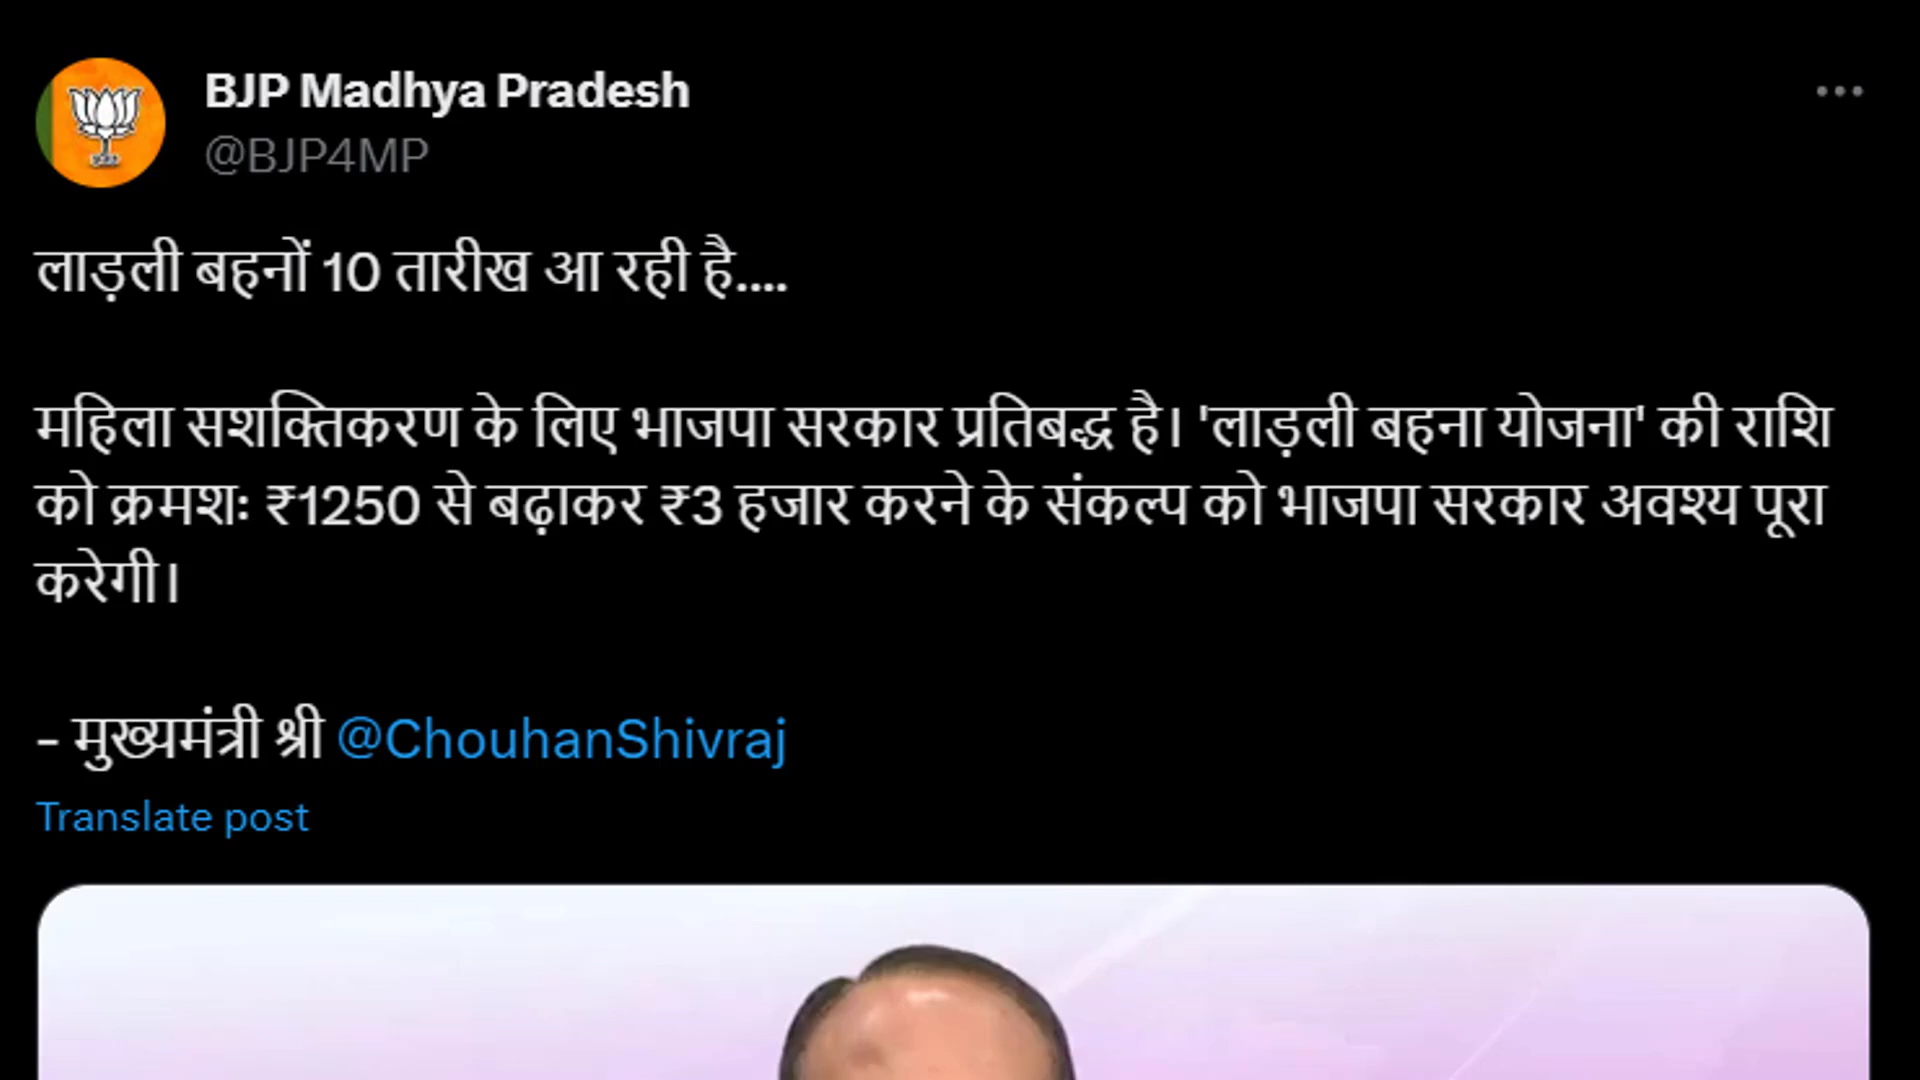 BJP Madhya Pradesh
@BJP4MP
लाड़ली बहनों 10 तारीख आ रही है....
महिला सशक्तिकरण के लिए भाजपा सरकार प्रतिबद्ध है। 'लाड़ली बहना योजना' की राशि
को क्रमशः ₹1250 से बढ़ाकर ₹3 हजार करने के संकल्प को भाजपा सरकार अवश्य पूरा
करेगी।
- मुख्यमंत्री श्री @ChouhanShivraj
Translate post